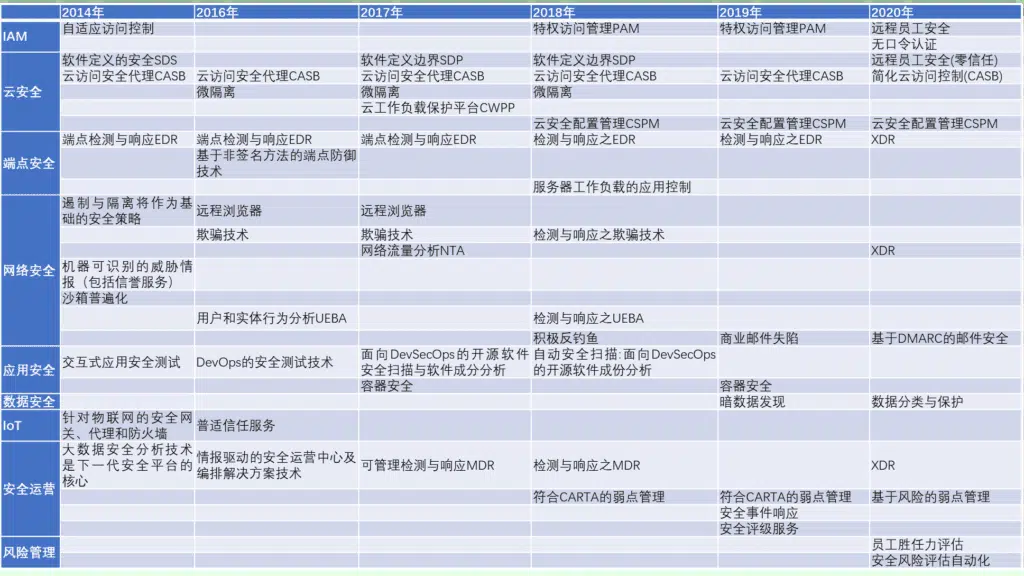 2014年 2016年 2017年 2018年 2019年 2020年
IAM
自适应访问控制 特权访问管理PAM 特权访问管理PAM 远程员工安全
无口令认证
云安全
软件定义的安全SDS 软件定义边界SDP 软件定义边界SDP 远程员工安全(零信任)
云访问安全代理CASB 云访问安全代理CASB 云访问安全代理CASB 云访问安全代理CASB 云访问安全代理CASB 简化云访问控制(CASB)
微隔离 微隔离 微隔离
云工作负载保护平台CWPP
云安全配置管理CSPM 云安全配置管理CSPM 云安全配置管理CSPM
端点安全
端点检测与响应EDR 端点检测与响应EDR 端点检测与响应EDR 检测与响应之EDR 检测与响应之EDR XDR
基于非签名方法的端点防御
技术
服务器工作负载的应用控制
网络安全
遏制与隔离将作为基
础的安全策略
远程浏览器 远程浏览器
欺骗技术 欺骗技术 检测与响应之欺骗技术
网络流量分析NTA XDR
机器可识别的威胁情
报（包括信誉服务）
沙箱普遍化
用户和实体行为分析UEBA 检测与响应之UEBA
积极反钓鱼 商业邮件失陷 基于DMARC的邮件安全
应用安全
交互式应用安全测试 DevOps的安全测试技术
面向DevSecOps的开源软件
安全扫描与软件成分分析
自动安全扫描:面向DevSecOps
的开源软件成份分析
容器安全 容器安全
数据安全 暗数据发现 数据分类与保护
IoT
针对物联网的安全网
关、代理和防火墙
普适信任服务
安全运营
大数据安全分析技术
是下一代安全平台的
核心
情报驱动的安全运营中心及
编排解决方案技术
可管理检测与响应MDR 检测与响应之MDR XDR
符合CARTA的弱点管理 符合CARTA的弱点管理 基于风险的弱点管理
安全事件响应
安全评级服务
风险管理
员工胜任力评估
安全风险评估自动化